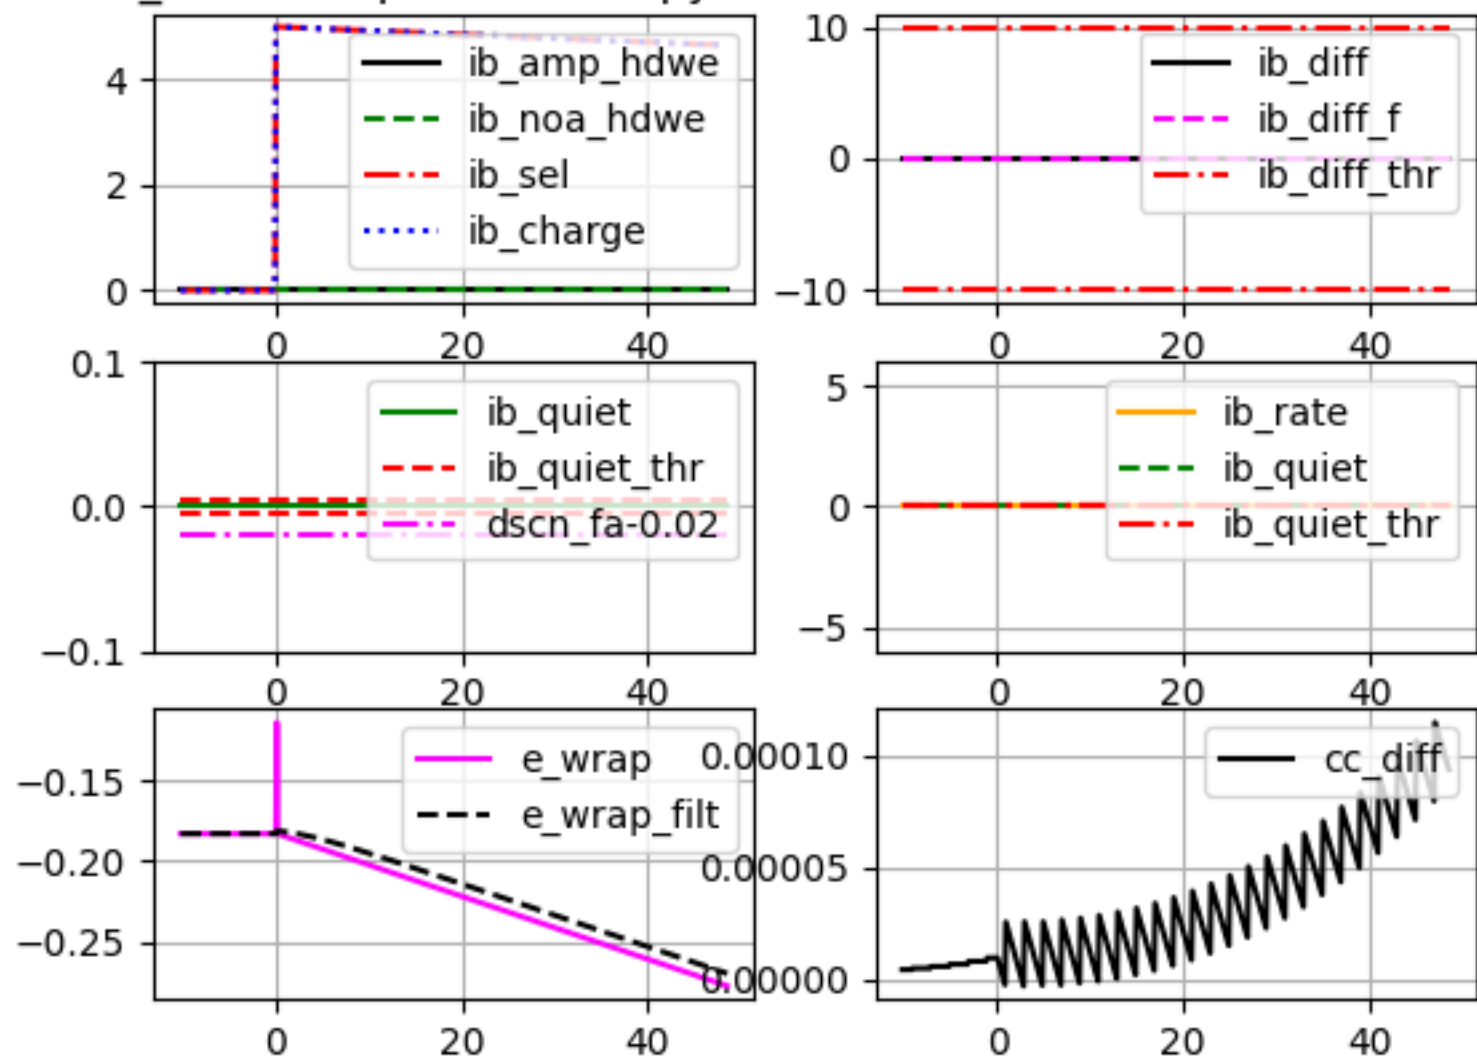 4
2
0
0
20
40
ib_amp_hdwe
ib_noa_hdwe
ib_sel
ib_charge
10
0
−10
0
20
40
ib_diff
ib_diff_f
ib_diff_thr
0.1
0.0
−0.1
0
20
40
ib_quiet
ib_quiet_thr
dscn_fa-0.02
5
0
−5
0
20
40
ib_rate
ib_quiet
ib_quiet_thr
−0.15
−0.20
−0.25
0
20
40
e_wrap
e_wrap_filt
0.00010
0.00005
0.00000
0
20
40
cc_diff